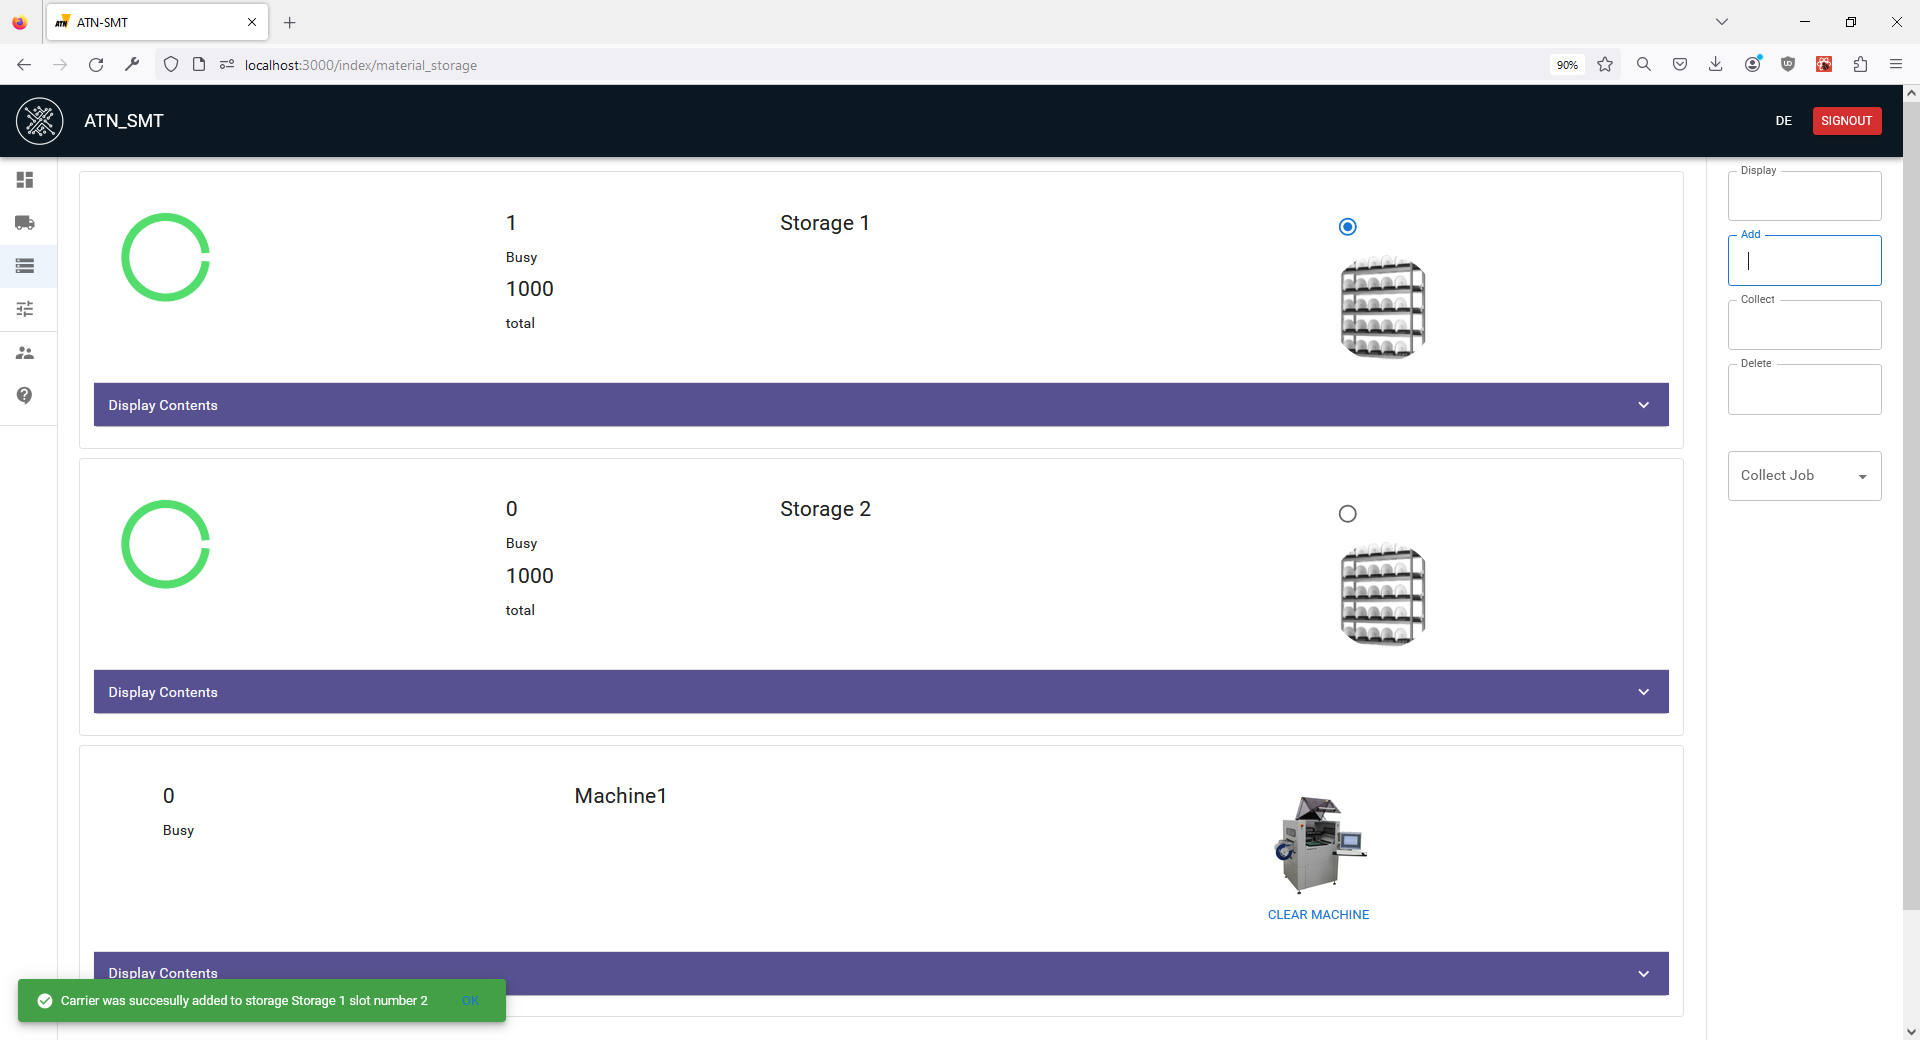 ATN-SMT
localhost:3000/index/material_storage
90%
ATN_SMT
DE
SIGNOUT
1
Busy
1000
total
Storage 1
Display Contents
0
Busy
1000
total
Storage 2
Display Contents
0
Busy
Machine1
CLEAR MACHINE
Display Contents
Carrier was succesully added to storage Storage 1 slot number 2
OK
Display
Add
Collect
Delete
Collect Job